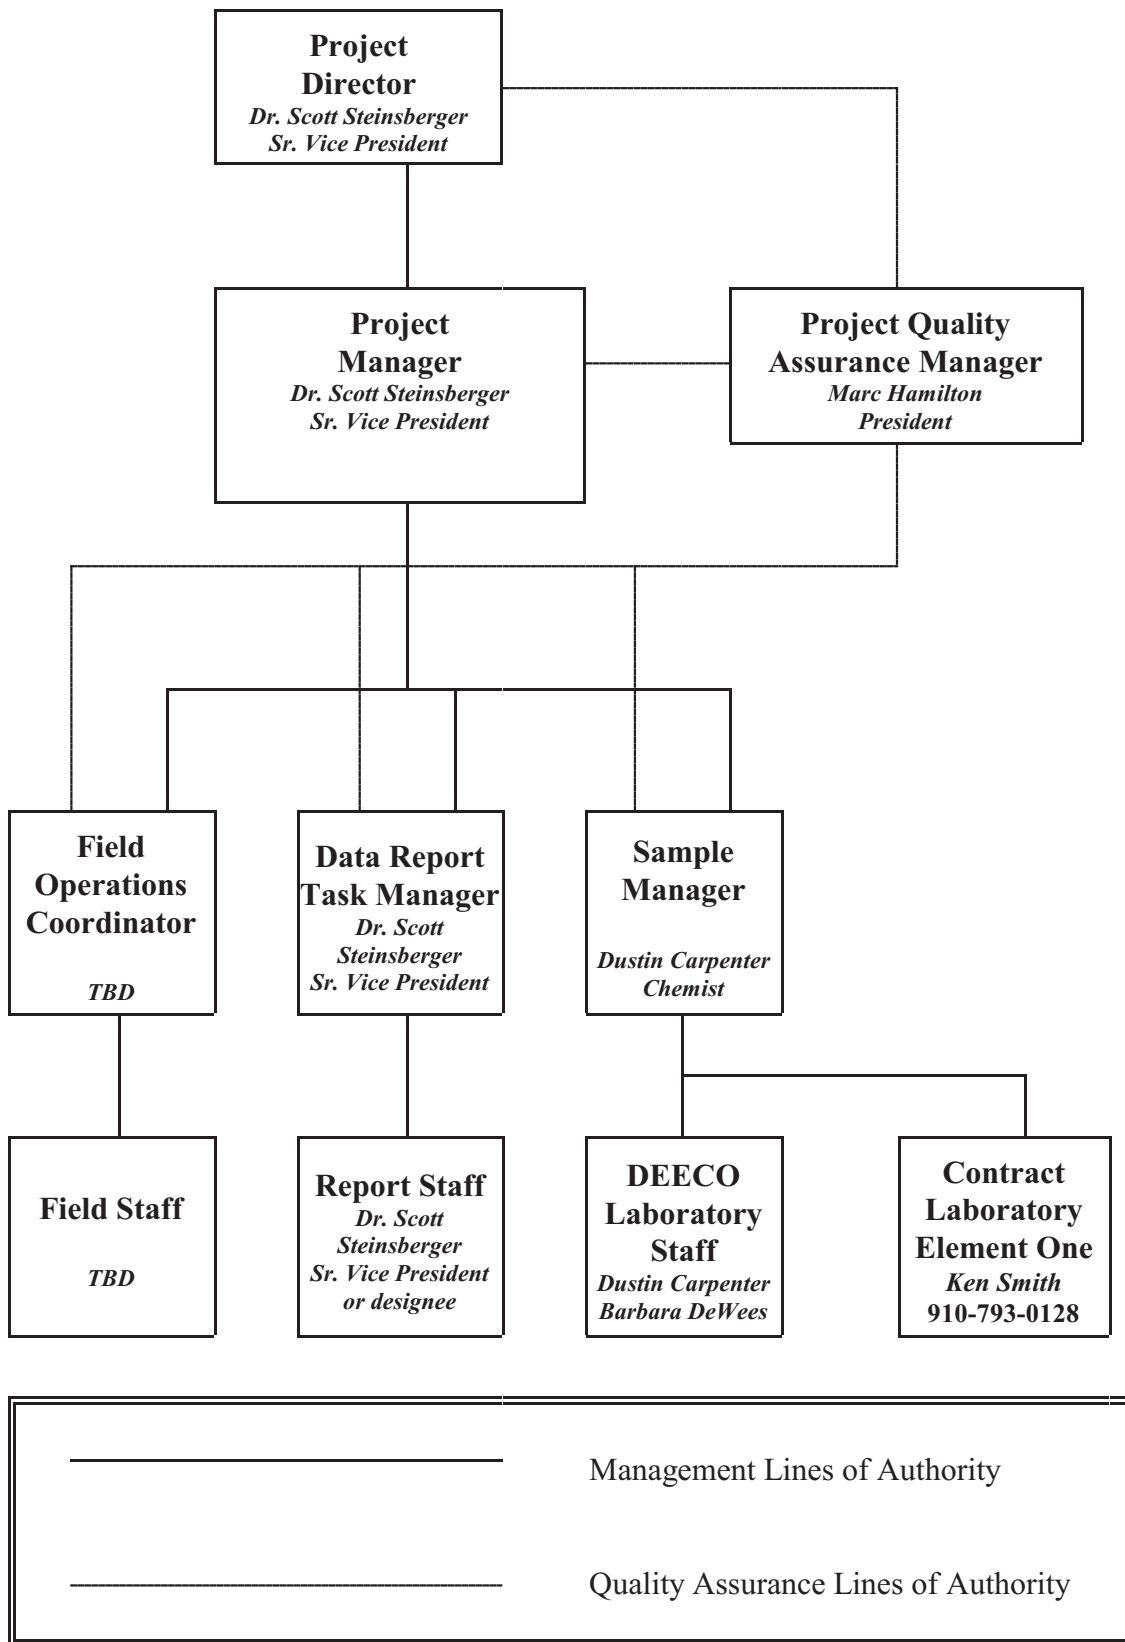 Project
Director
Dr. Scott Steinsberger
Sr. Vice President
Project
Manager
Dr. Scott Steinsberger
Sr. Vice President
Project Quality
Assurance Manager
Marc Hamilton
President
Field
Operations
Coordinator
TBD
Data Report
Task Manager
Dr. Scott
Steinsberger
Sr. Vice President
Sample
Manager
Dustin Carpenter
Chemist
Field Staff
TBD
Report Staff
Dr. Scott
Steinsberger
Sr. Vice President
or designee
DEECO
Laboratory
Staff
Dustin Carpenter
Barbara DeWees
Contract
Laboratory
Element One
Ken Smith
910-793-0128
Management Lines of Authority
Quality Assurance Lines of Authority